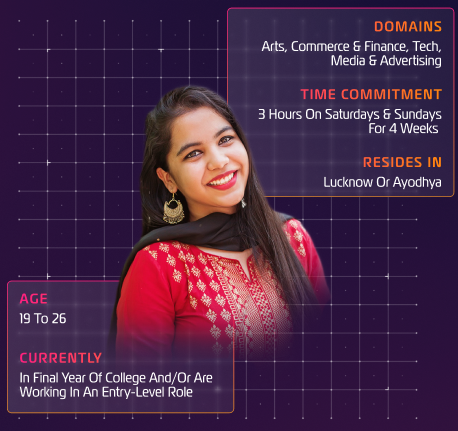 DOMAINS
Arts, Commerce & Finance, Tech,
Media & Advertising
TIME COMMITMENT
3 Hours On Saturdays & Sundays
For 4 Weeks
RESIDES IN
Lucknow Or Ayodhya
AGE
19 To 26
CURRENTLY
In Final Year Of College And/Or Are
Working In An Entry-Level Role